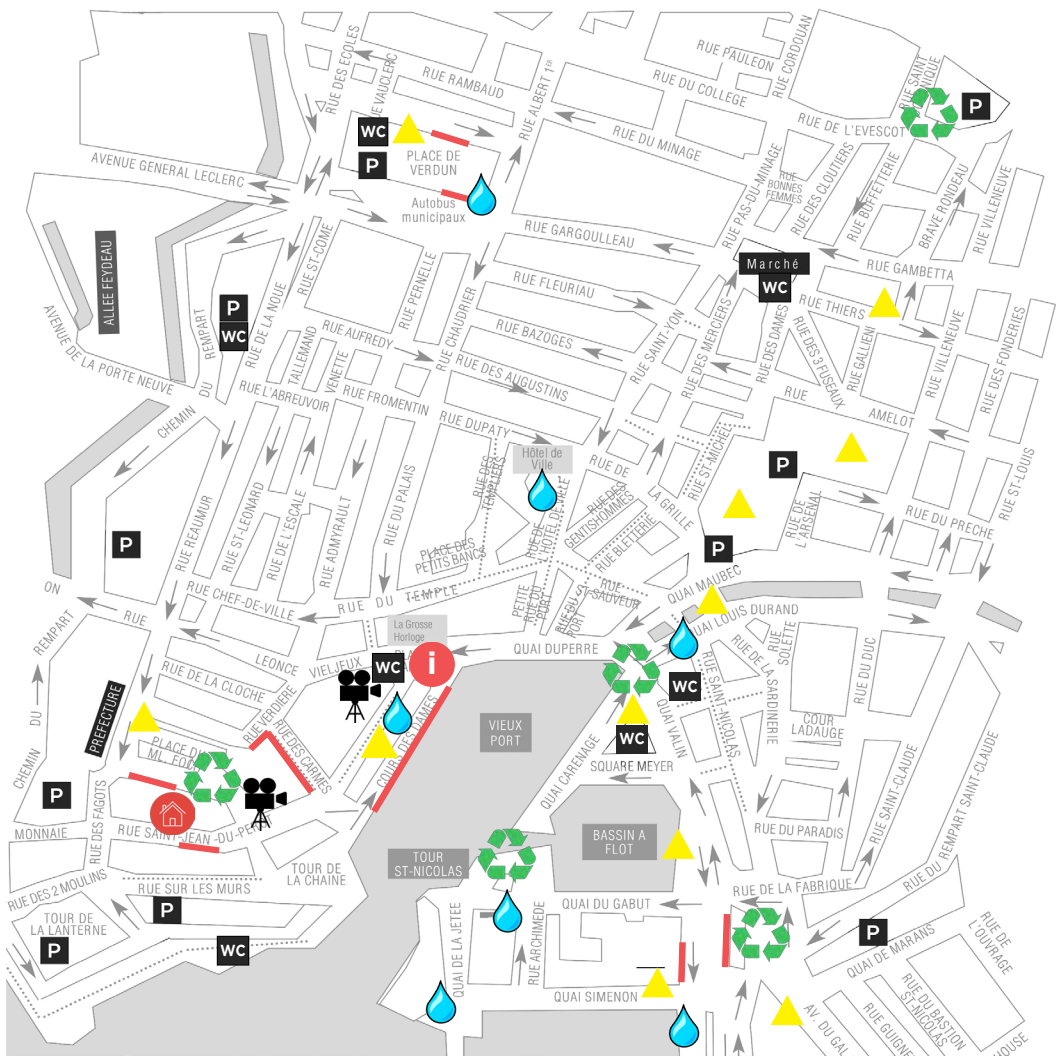 RUE DES ECOLES
RUE RAMBAUD
RUE ALBERT 1ER
RUE PAULEON
RUE CORDOUAN
RUE DU COLLEGE
RUE SAINT
P
RUE DE L'EVESCOT
WC
PLACE DE
VERDUN
P
RUE DU MINAGE
AVENUE GENERAL LECLERC
Autobus
municipaux
RUE PAS-DU-MINAGE
RUE
BONNES
FEMMES
RUE DES CLOUTIERS
RUE BUFFETTERIE
BRAVE RONDEAU
RUE VILLENEUVE
RUE GARGOULLEAU
RUE ST-COME
ALLEE FEYDEAU
Marché
WC
RUE GAMBETTA
RUE FLEURIAU
RUE PERNELLE
RUE CHAUDRIER
RUE DE LA NOUE
P
WC
REMPART
DU
CHEMIN
AVENUE DE LA PORTE NEUVE
RUE AUFREDY
RUE BAZOGES
RUE SAINT-YON
RUE DES MERCIERS
RUE DES DAMES
RUE DES 3 FUSEAUX
RUE THIERS
RUE GALLIENI
RUE VILLENEUVE
RUE DES FONDERIES
TALLEMAND
VENETTE
RUE DES AUGUSTINS
RUE L'ABREUVOIR
RUE FROMENTIN
RUE DUPATY
RUE
AMELOT
Hôtel de
Ville
RUE DES
TEMPLIERS
RUE DE
LA GRILLE
RUE ST-MICHEL
P
RUE ST-LOUIS
RUE REAUMUR
RUE ST-LEONARD
RUE DE L'ESCALE
RUE ADMYRAULT
RUE DU PALAIS
RUE DE
L'HOTEL DE VILLE
RUE DES
GENTISHOMMES
RUE BLETTERIE
RUE DE
L'ARSENAL
RUE DU PRECHE
P
P
PLACE DES
PETITS BANCS
RUE CHEF-DE-VILLE
RUE DU TEMPLE
PETITE
RUE DU
PORT
RUE DU
PORT
RUE
ST-SAUVEUR
QUAI MAUBEC
QUAI LOUIS DURAND
ON
REMPART
DU
CHEMIN
RUE
LEONCE
VIELJEUX
La Grosse
Horloge
i
WC
QUAI DUPERRE
RUE
SOLETTE
RUE DE LA SARDINERIE
RUE DU DUC
RUE DE LA CLOCHE
RUE VERDIERE
RUE DES CARMES
COURS DES DAMES
VIEUX
PORT
WC
WC
QUAI VALIN
RUE SAINT-NICOLAS
COUR
LADAUGE
PREFECTURE
PLACE DU
ML. FOCH
QUAI CARENAGE
SQUARE MEYER
P
MONNAIE
RUE DES FAGOTS
RUE SAINT-JEAN-DU-PEROT
TOUR DE
LA CHAINE
TOUR
ST-NICOLAS
BASSIN A
FLOT
RUE DU PARADIS
RUE SAINT-CLAUDE
RUE DU REMPART SAINT-CLAUDE
RUE DES 2 MOULINS
RUE SUR LES MURS
RUE DE LA FABRIQUE
P
TOUR DE
LA LANTERNE
P
WC
QUAI DE LA JETEE
RUE ARCHIMEDE
QUAI DU GABUT
QUAI SIMENON
P
QUAI DE MARANS
RUE DE
L'OUVRAGE
RUE DU BASTION
ST-NICOLAS
AV. DU GAL
RUE GUIGN
HOUSE